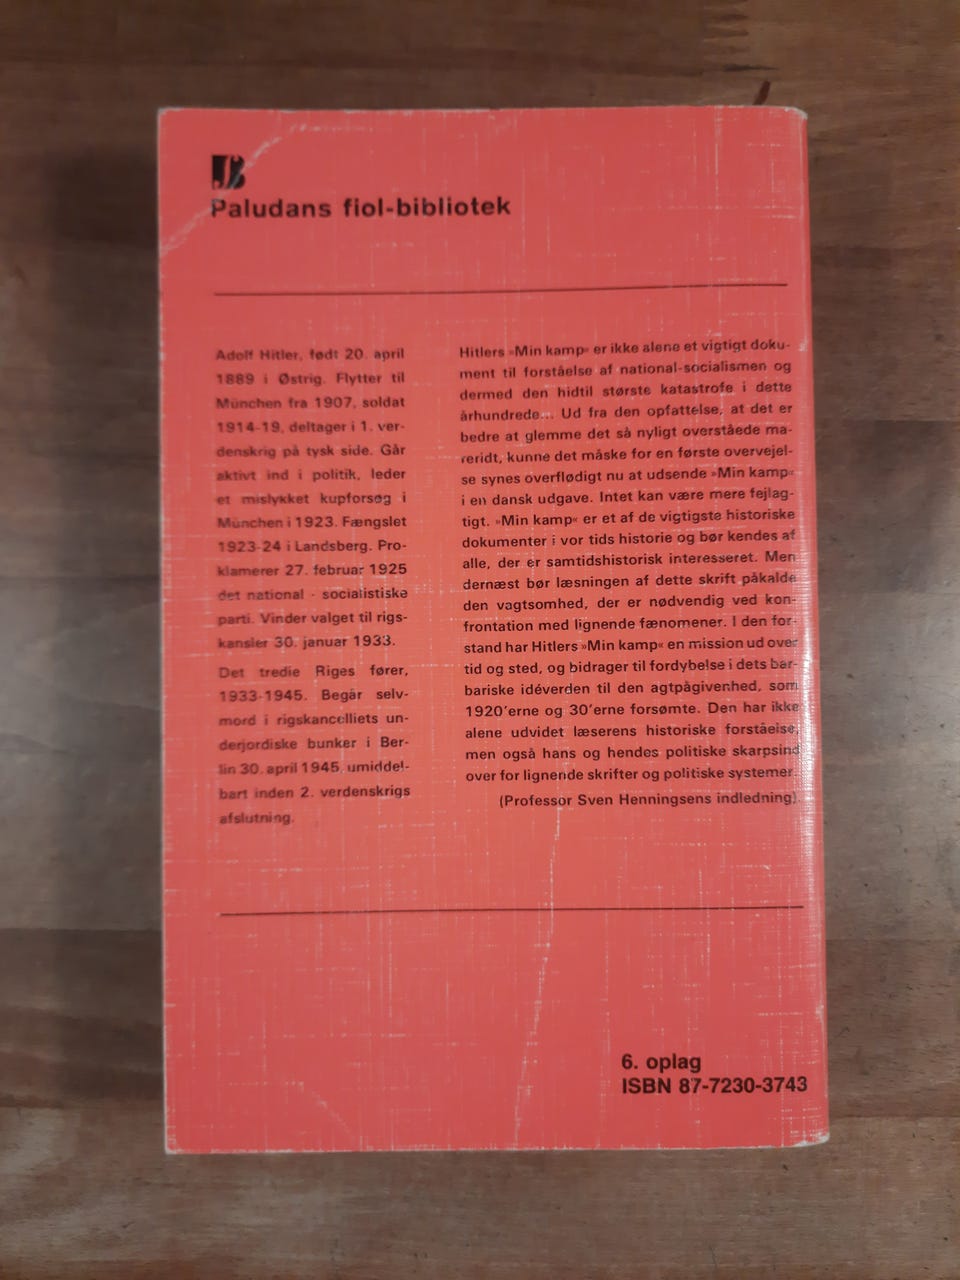 Paludans fiol-bibliotek
Adolf Hitler, født 20. april
1889 i Østrig. Flytter til
München fra 1907, soldat
1914-19, deltager i 1. ver-
denskrig på tysk side. Går
aktivt ind i politik, leder
et mislykket kupforsøg i
München i 1923. Fængslet
1923-24 i Landsberg. Pro-
klamerer 27. februar 1925
det national - socialistiske
parti. Vinder valget til rigs-
kansler 30. januar 1933.
Det tredie Riges fører,
1933-1945. Begår selv-
mord i rigskancelliets un-
derjordiske bunker i Ber-
lin 30. april 1945, umiddel-
bart inden 2. verdenskrigs
afslutning.
Hitlers »Min kamp« er ikke alene et vigtigt doku-
ment til forståelse af national-socialismen og
dermed den hidtil største katastrofe i dette
århundrede... Ud fra den opfattelse, at det er
bedre at glemme det så nyligt overståede ma-
reridt, kunne det måske for en første overvejel-
se synes overflødigt nu at udsende »Min kamp«
i en dansk udgave. Intet kan være mere fejlag-
tigt. »Min kamp« er et af de vigtigste historiske
dokumenter i vor tids historie og bør kendes af
alle, der er samtidshistorisk interesseret. Men
dernæst bør læsningen af dette skrift påkalde
den vagtsomhed, der er nødvendig ved kon-
frontation med lignende fænomener. I den for-
stand har Hitlers »Min kamp« en mission ud over
tid og sted, og bidrager til fordybelse i dets bar-
bariske idéverden til den agtpågivenhed, som
1920'erne og 30'erne forsømte. Den har ikke
alene udvidet læserens historiske forståelse,
men også hans og hendes politiske skarpsind
over for lignende skrifter og politiske systemer.
(Professor Sven Henningsens indledning).
6. oplag
ISBN 87-7230-3743